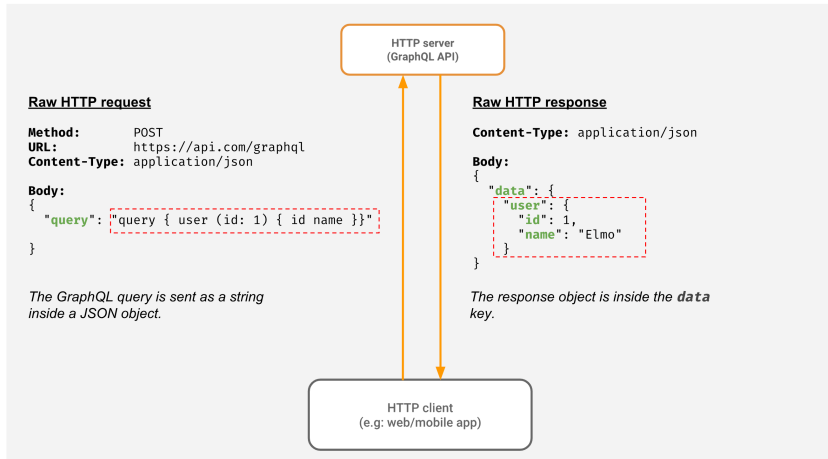 HTTP server
(GraphQL API)
Raw HTTP request
Method: POST
URL: https://api.com/graphql
Content-Type: application/json
Body:
{
"query": "query { user (id: 1) { id name }}"
}
The GraphQL query is sent as a string
inside a JSON object.
Raw HTTP response
Content-Type: application/json
Body:
{
"data": {
"user": {
"id": 1,
"name": "Elmo"
}
}
The response object is inside the data
key.
HTTP client
(e.g: web/mobile app)